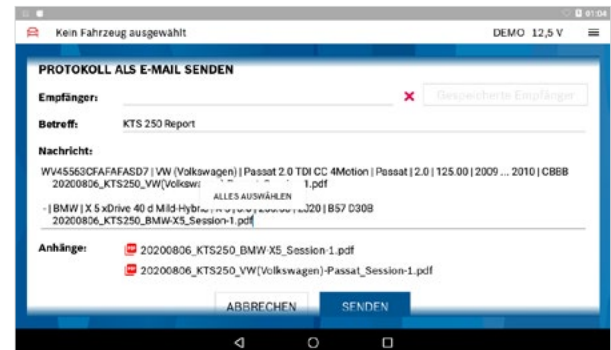 01:04
Kein Fahrzeug ausgewählt DEMO 12,5 V
PROTOKOLL ALS E-MAIL SENDEN
Empfänger: Gespeicherte Empfänger
Betreff: KTS 250 Report
Nachricht:
WV45563CFAFAFASD7 | VW (Volkswagen) | Passat 2.0 TDI CC 4Motion | Passat | 2.0 | 125.00 | 2009 ... 2010 | CBBB
20200806_KTS250_VW(Volkswa 1.pdf
ALLES AUSWÄHLEN
- | BMW | X 5 xDrive 40 d Mild-Hybrid | 2020 | B57 D30B
20200806_KTS250_BMW-X5_Session-1.pdf
Anhänge: 20200806_KTS250_BMW-X5_Session-1.pdf
20200806_KTS250_VW(Volkswagen)-Passat_Session-1.pdf
ABBRECHEN SENDEN